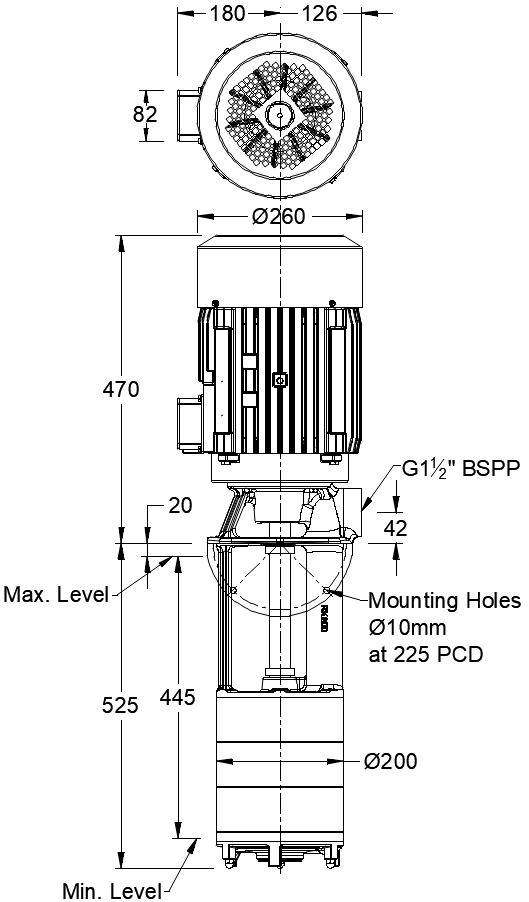 180
126
82
Ø260
470
G1½" BSPP
20
42
Max. Level
Mounting Holes
Ø10mm
at 225 PCD
525
445
Ø200
Min. Level